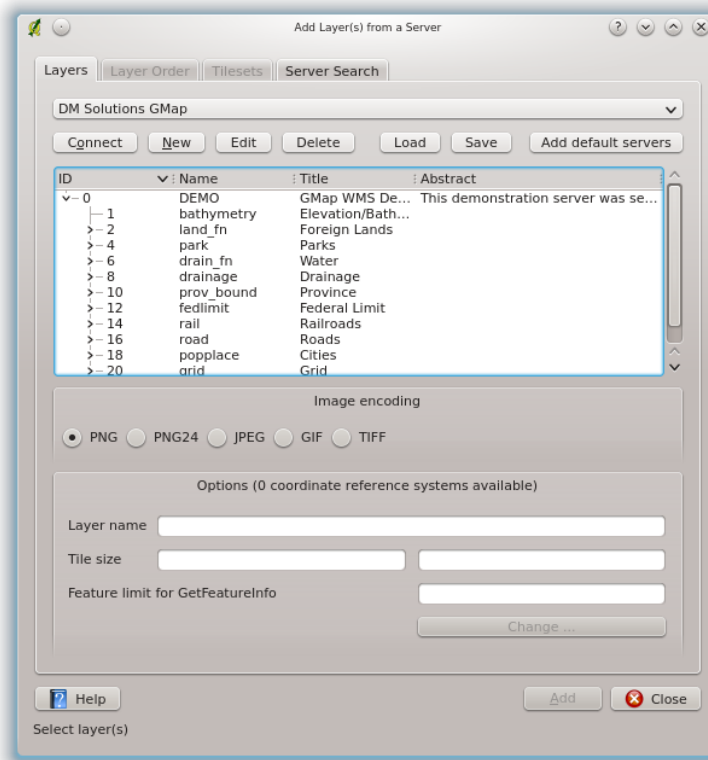 Add Layer(s) from a Server
Layers Layer Order Tilesets Server Search
DM Solutions GMap
Connect New Edit Delete Load Save Add default servers
ID Name Title Abstract
0 DEMO GMap WMS De... This demonstration server was se...
1 bathymetry Elevation/Bath...
2 land_fn Foreign Lands
4 park Parks
6 drain_fn Water
8 drainage Drainage
10 prov_bound Province
12 fedlimit Federal Limit
14 rail Railroads
16 road Roads
18 popplace Cities
20 grid Grid
Image encoding
PNG PNG24 JPEG GIF TIFF
Options (0 coordinate reference systems available)
Layer name
Tile size
Feature limit for GetFeatureInfo
Change ...
Help Add Close
Select layer(s)